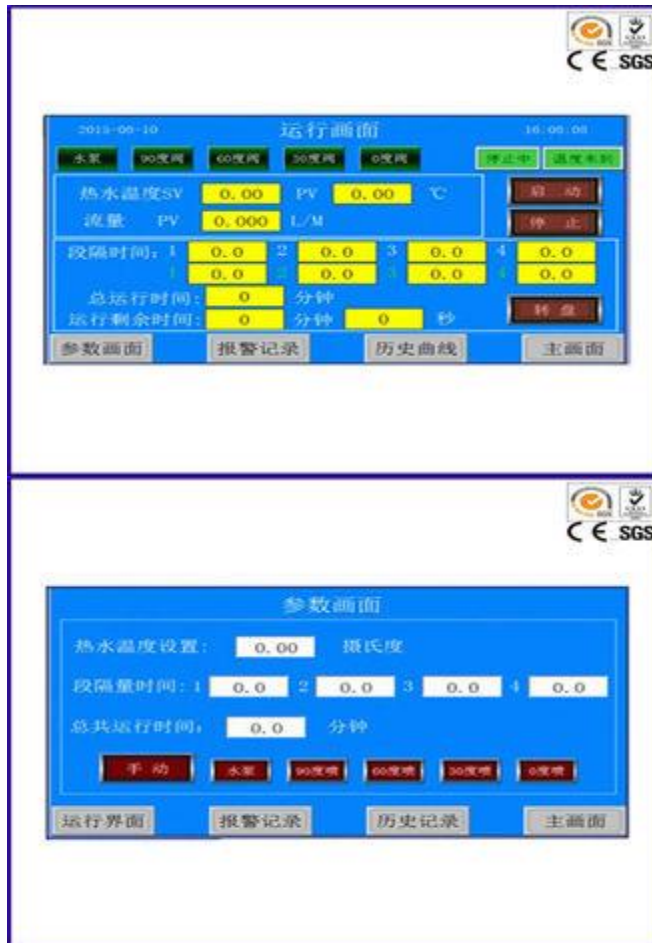 CE SGS
2015-06-10 运行画面 16:06:08
水泵 90度阀 60度阀 30度阀 0度阀 停止中 温度未到
热水温度SV 0.00 PV 0.00 ℃ 启动
流量 PV 0.000 L/M 停止
段隔时间: 1 0.0 2 0.0 3 0.0 4 0.0
1 0.0 2 0.0 3 0.0 4 0.0
总运行时间: 0 分钟
运行剩余时间: 0 分钟 0 秒 转盘
参数画面 报警记录 历史曲线 主画面
CE SGS
参数画面
热水温度设置: 0.00 摄氏度
段隔量时间: 1 0.0 2 0.0 3 0.0 4 0.0
总共运行时间: 0.0 分钟
手动 水泵 90度喷 60度喷 30度喷 0度喷
运行界面 报警记录 历史记录 主画面